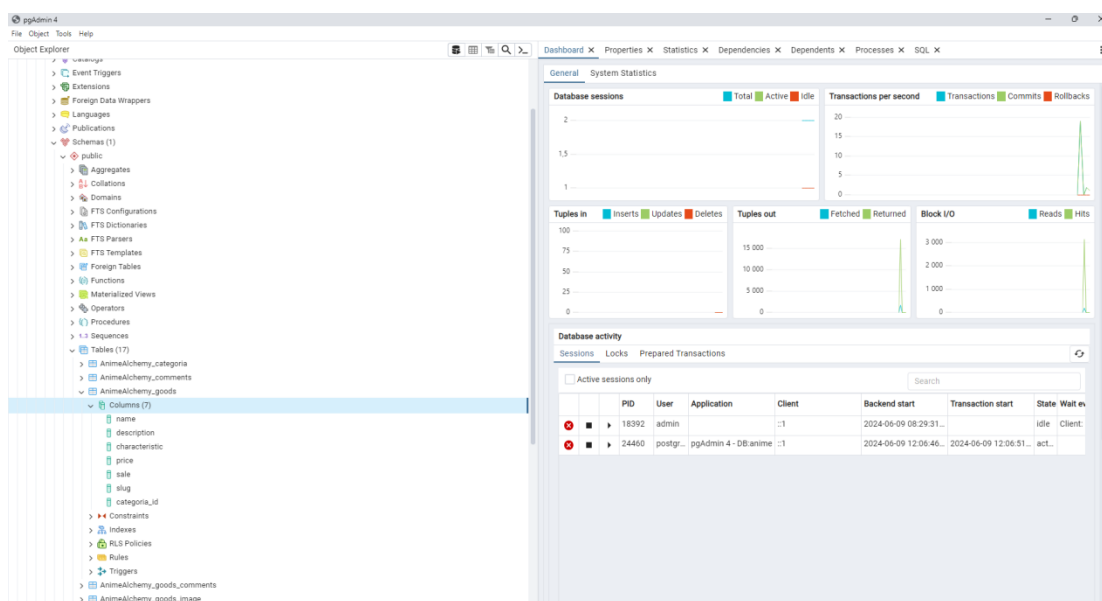 pgAdmin 4
File Object Tools Help
Object Explorer
Catalogs
Event Triggers
Extensions
Foreign Data Wrappers
Languages
Publications
Schemas (1)
public
Aggregates
Collations
Domains
FTS Configurations
FTS Dictionaries
FTS Parsers
FTS Templates
Foreign Tables
Functions
Materialized Views
Operators
Procedures
1..3 Sequences
Tables (17)
AnimeAlchemy_categoria
AnimeAlchemy_comments
AnimeAlchemy_goods
Columns (7)
name
description
characteristic
price
sale
slug
categoria_id
Constraints
Indexes
RLS Policies
Rules
Triggers
AnimeAlchemy_goods_comments
AnimeAlchemy_goods_image
Dashboard Properties Statistics Dependencies Dependents Processes SQL
General System Statistics
Database sessions Total Active Idle
2
1,5
1
Transactions per second Transactions Commits Rollbacks
20
15
10
5
0
Tuples in Inserts Updates Deletes
100
75
50
25
0
Tuples out Fetched Returned
15 000
10 000
5 000
0
Block I/O Reads Hits
3 000
2 000
1 000
0
Database activity
Sessions Locks Prepared Transactions
Active sessions only Search
PID User Application Client Backend start Transaction start State Wait ev
18392 admin ::1 2024-06-09 08:29:31... idle Client:
24460 postgr... pgAdmin 4 - DB:anime ::1 2024-06-09 12:06:46... 2024-06-09 12:06:51... act...